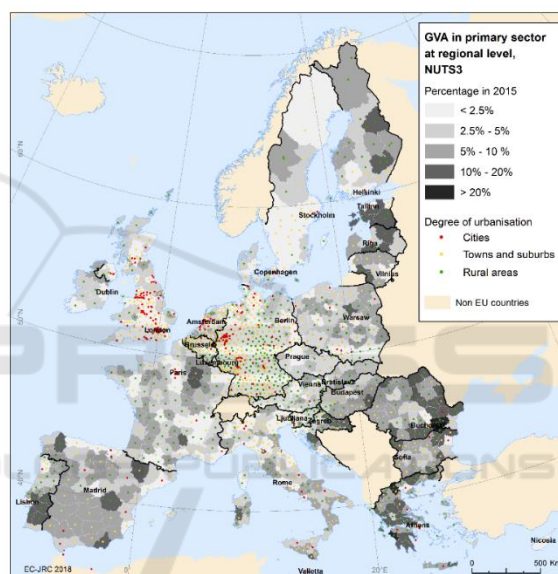 GVA in primary sector
at regional level,
NUTS3
Percentage in 2015
< 2.5%
2.5% - 5%
5% - 10 %
10% - 20%
> 20%
Degree of urbanisation
Cities
Towns and suburbs
Rural areas
Non EU countries
Helsinki
Tallinn
Stockholm
Riga
Copenhagen
Vilnius
Dublin
Amsterdam
Berlin
Warsaw
London
Brussels
Luxembourg
Prague
Paris
Vienna
Bratislava
Budapest
Ljubljana
Zagreb
Bucharest
Sofia
Madrid
Rome
Lisbon
Athens
Nicosia
Valletta
EC-JRC 2018
0°
20°E
0
500 Km